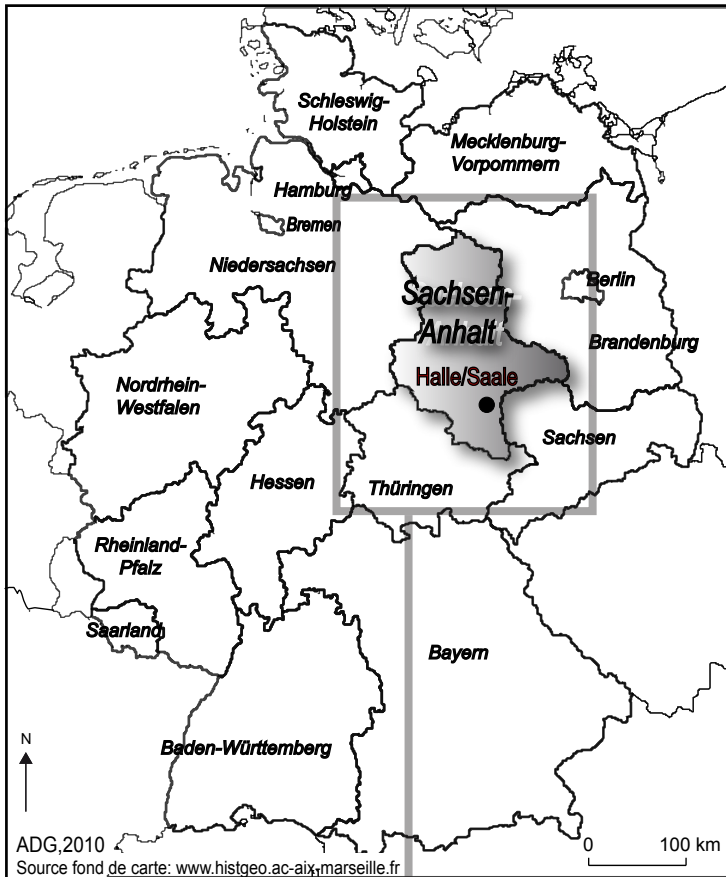 Schleswig-
Holstein
Mecklenburg-
Vorpommern
Hamburg
Bremen
Niedersachsen
Berlin
Sachsen-
Anhalt
Brandenburg
Halle/Saale
Nordrhein-
Westfalen
Sachsen
Hessen
Thüringen
Rheinland-
Pfalz
Saarland
Bayern
Baden-Württemberg
N
ADG,2010
0 100 km
Source fond de carte: www.histgeo.ac-aix-marseille.fr